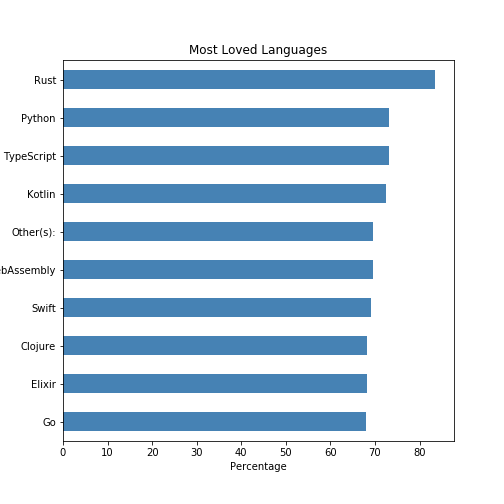 Most Loved Languages
Rust
Python
TypeScript
Kotlin
Other(s):
bAssembly
Swift
Clojure
Elixir
Go
0 10 20 30 40 50 60 70 80
Percentage